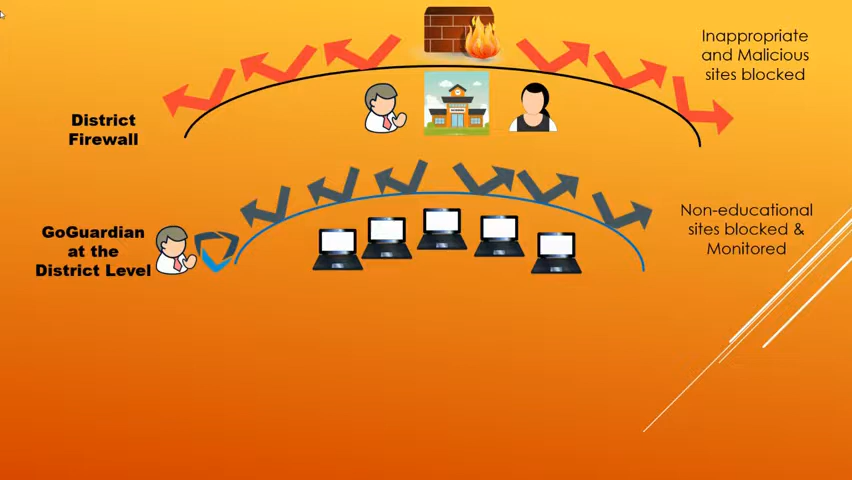 Inappropriate
and Malicious
sites blocked
District
Firewall
GoGuardian
at the
District Level
Non-educational
sites blocked &
Monitored